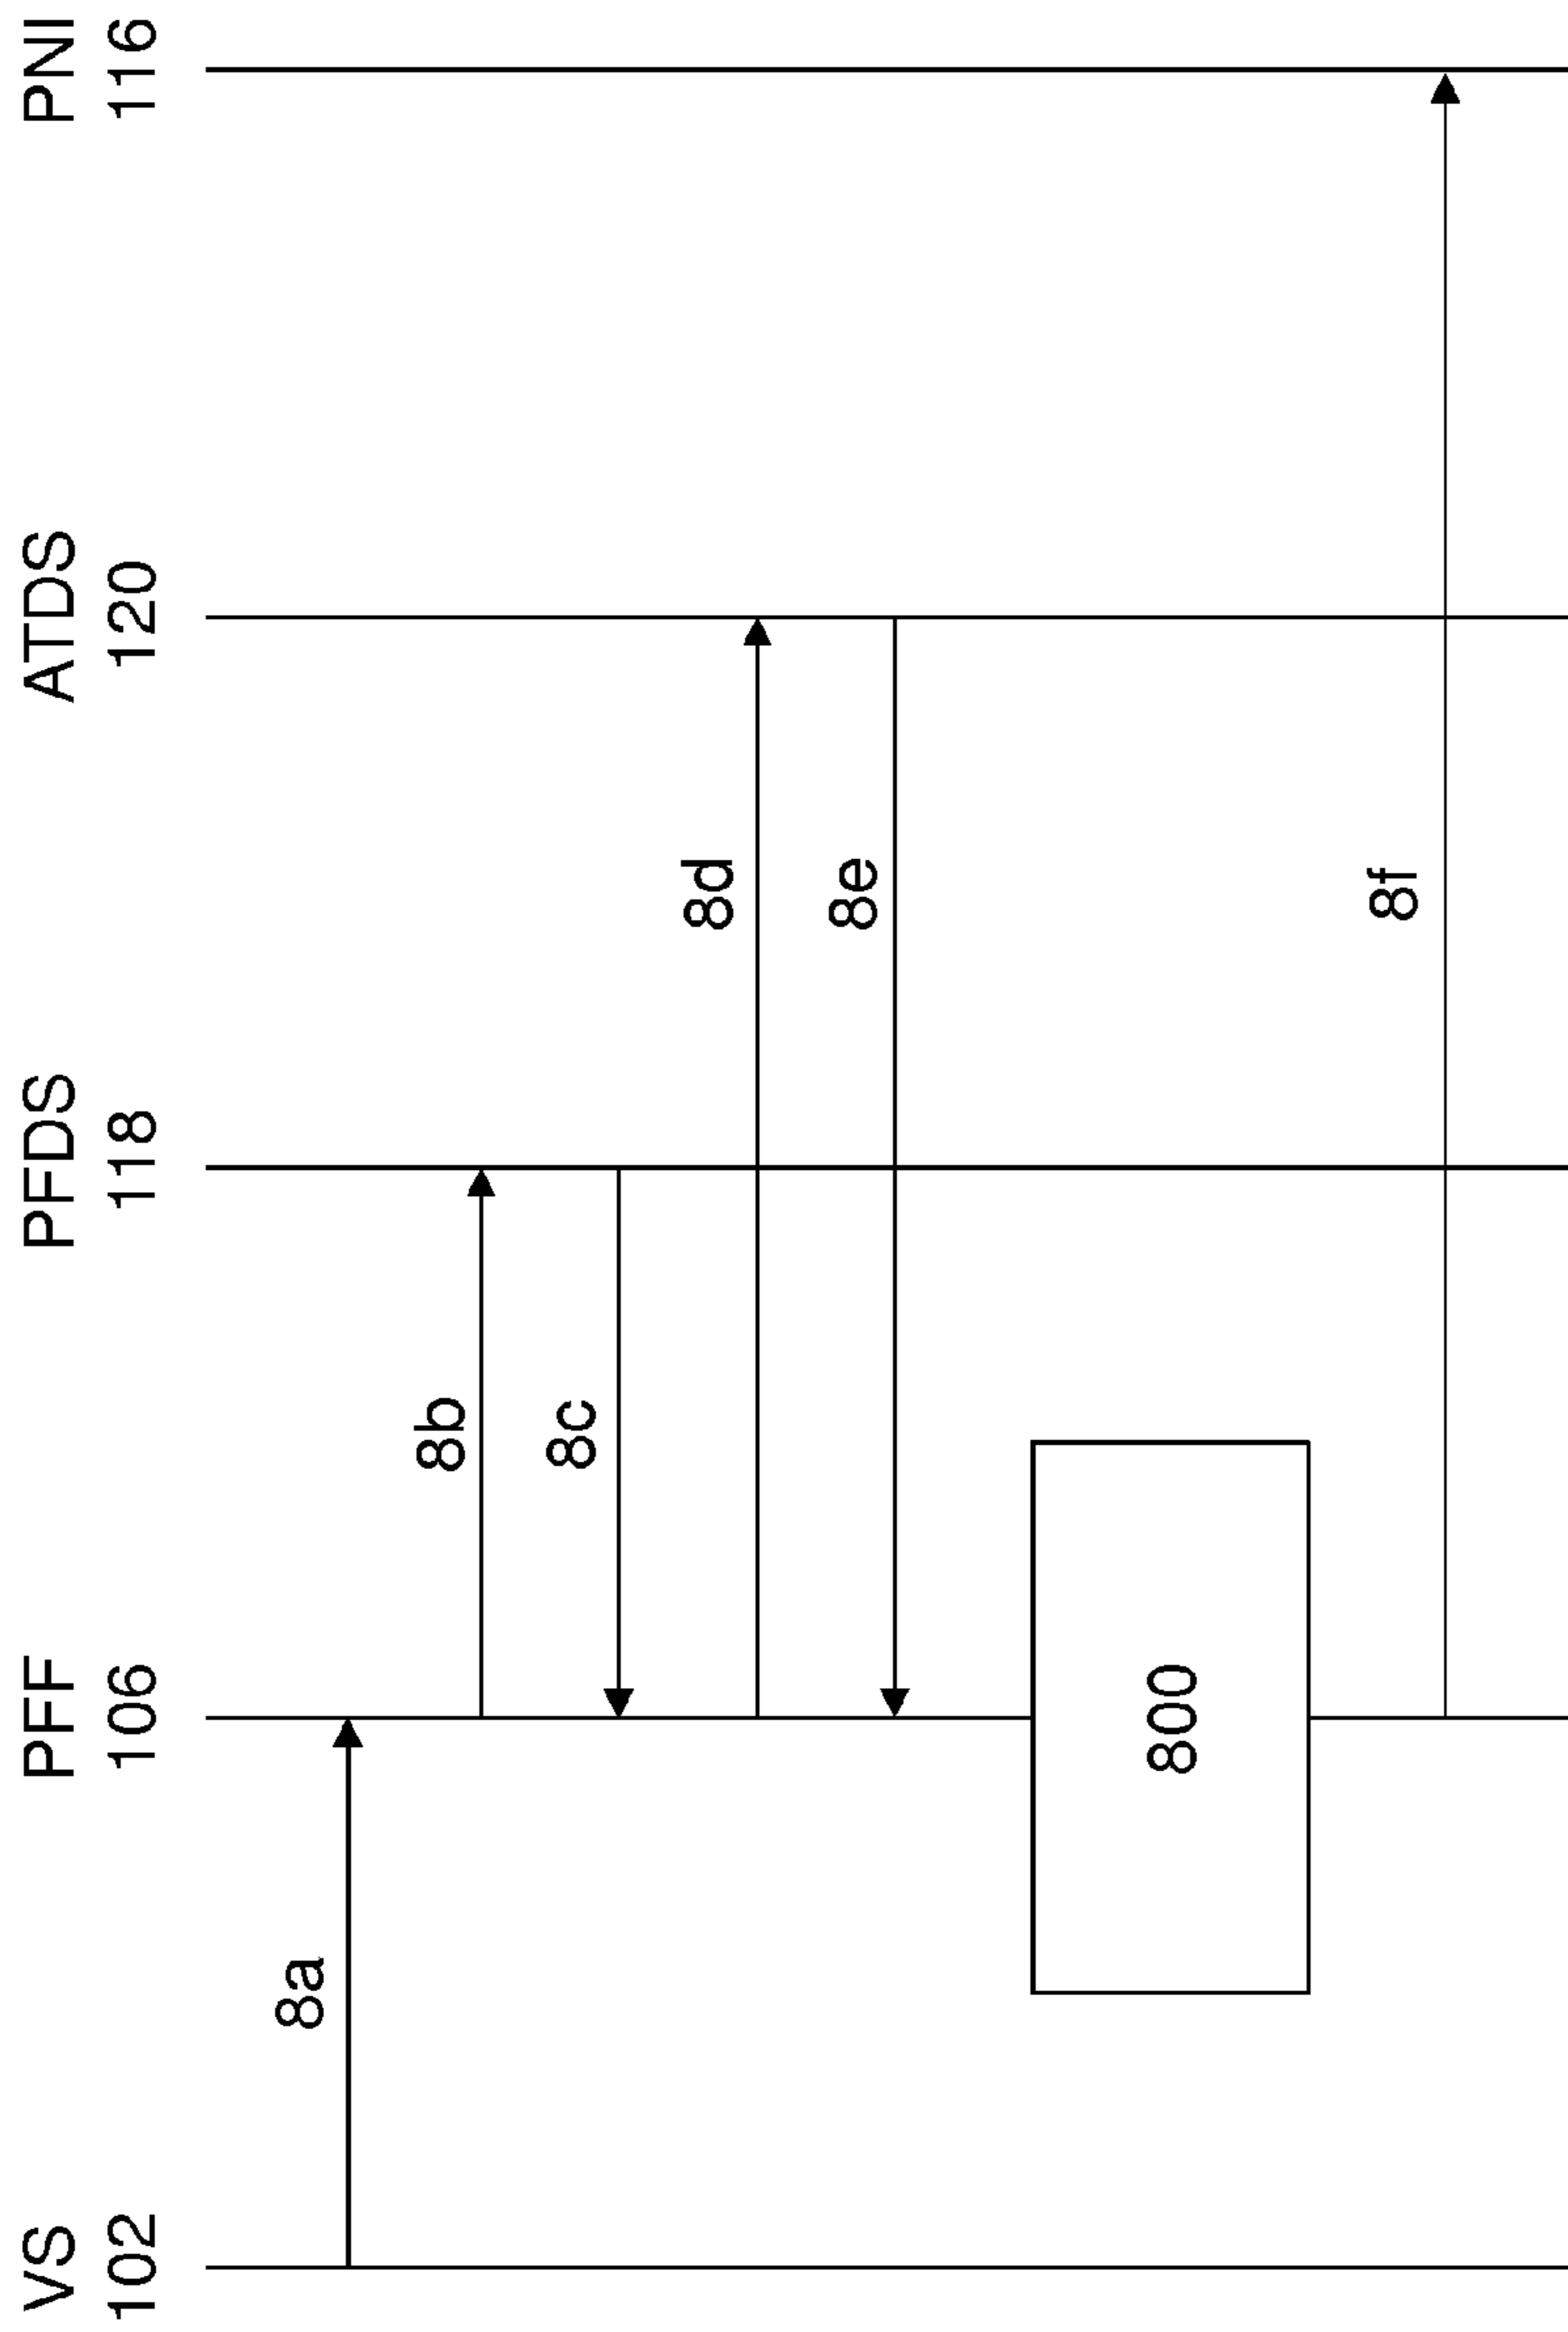 VS
102
PFF
106
PFDS
118
ATDS
120
PNI
116
8a
8b
8c
8d
8e
800
8f